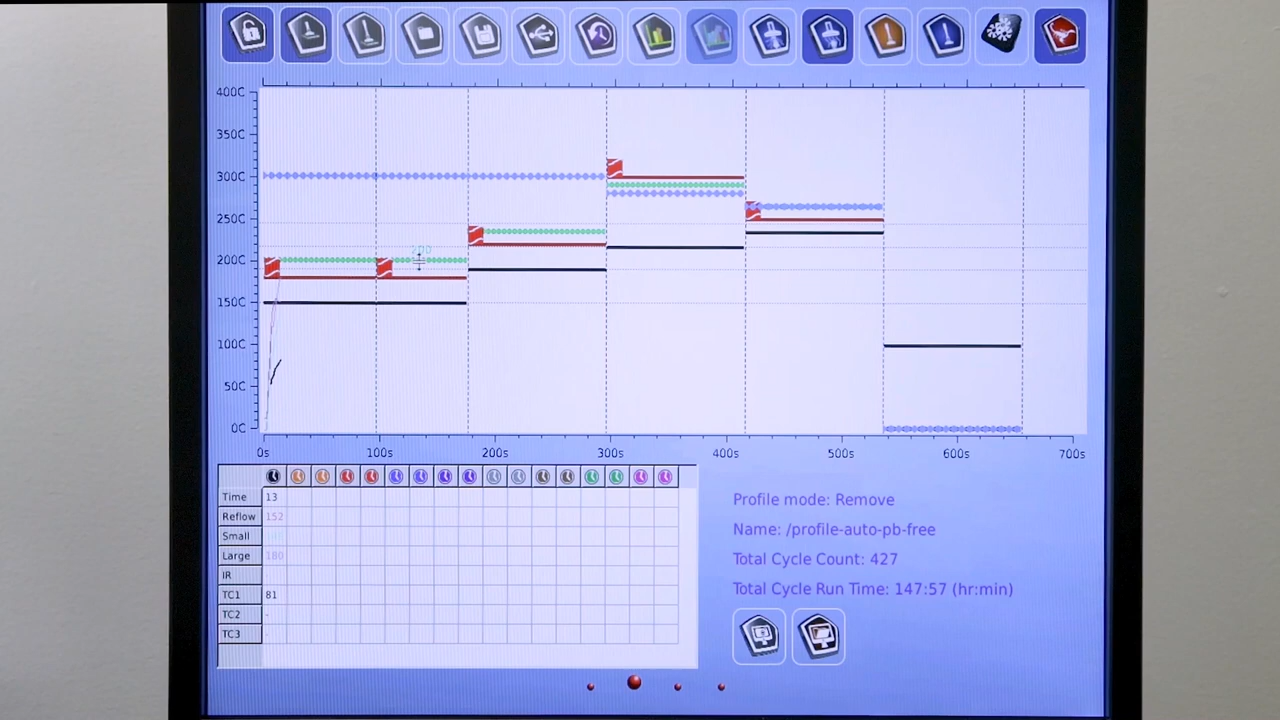 400C
350C
300C
250C
200C
150C
100C
50C
0C
200
0s 100s 200s 300s 400s 500s 600s 700s
Time 13
Reflow 152
Small
Large 180
IR
TC1 81
TC2 -
TC3 -
Profile mode: Remove
Name: /profile-auto-pb-free
Total Cycle Count: 427
Total Cycle Run Time: 147:57 (hr:min)